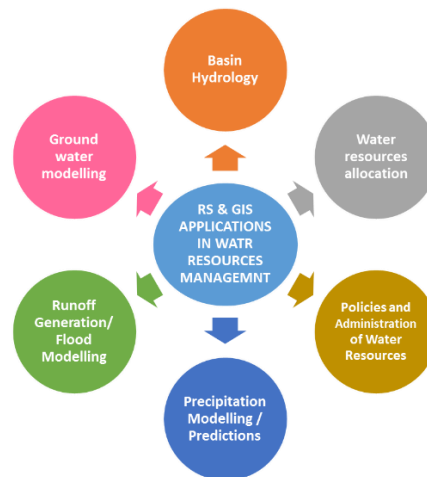 Basin
Hydrology
Ground
water
modelling
Water
resources
allocation
RS & GIS
APPLICATIONS
IN WATR
RESOURCES
MANAGEMNT
Runoff
Generation/
Flood
Modelling
Policies and
Administration
of Water
Resources
Precipitation
Modelling /
Predictions